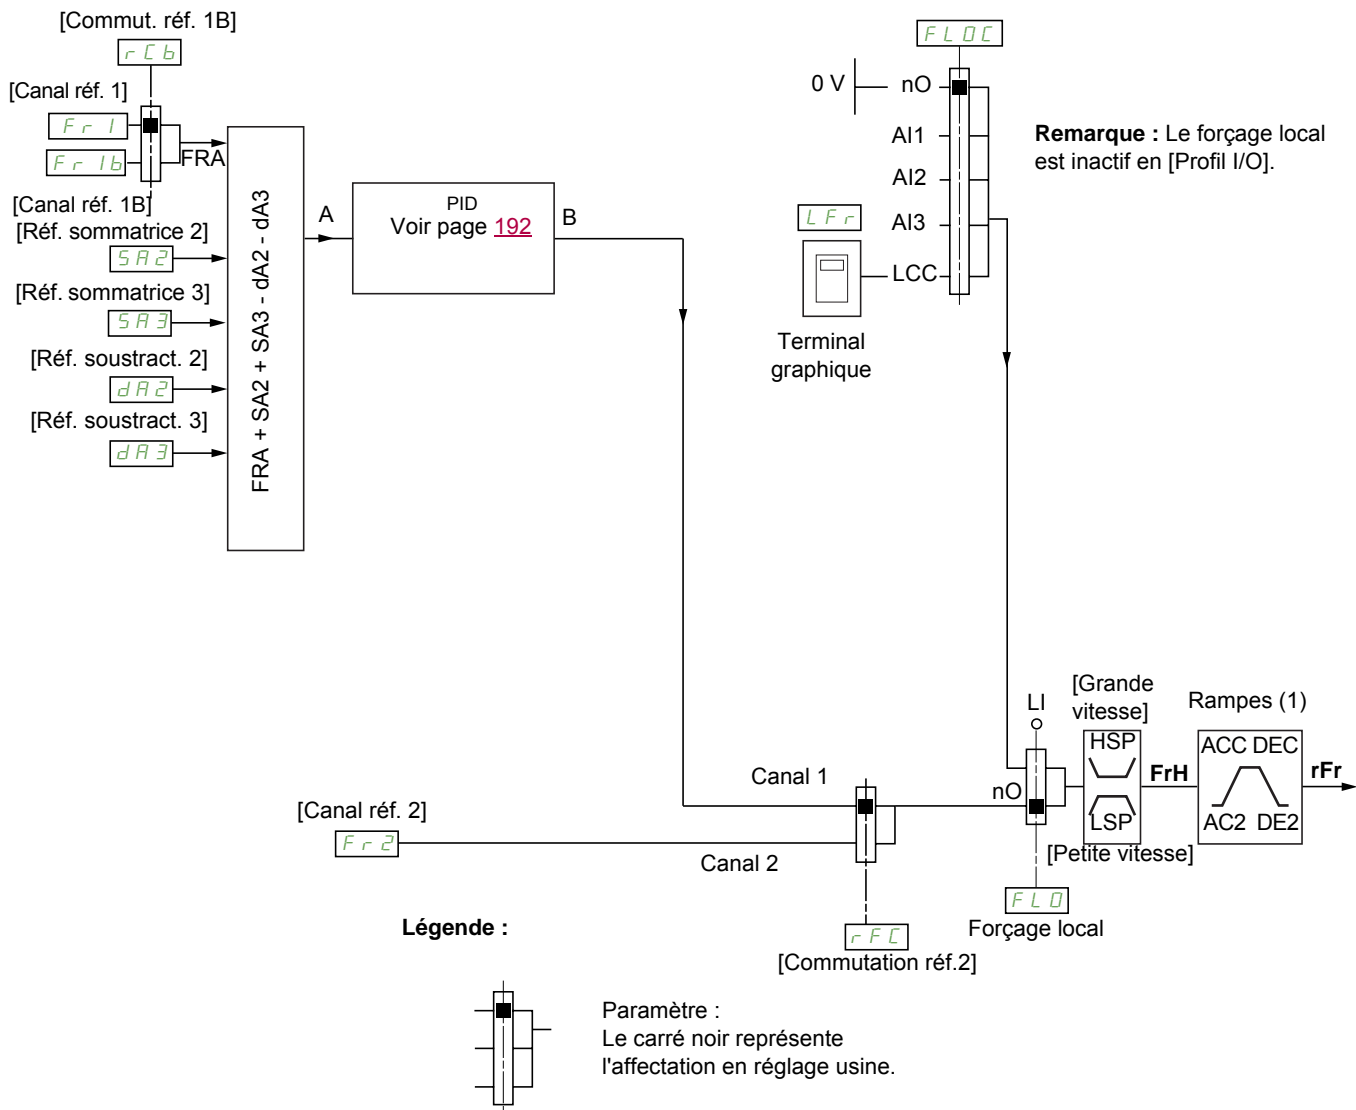 [Commut. réf. 1B]
rCb
[Canal réf. 1]
Fr1
Fr1b
FRA
[Canal réf. 1B]
[Réf. sommatrice 2]
SA2
[Réf. sommatrice 3]
SA3
[Réf. soustract. 2]
dA2
[Réf. soustract. 3]
dA3
FRA + SA2 + SA3 - dA2 - dA3
A
PID
Voir page 192
B
FLOC
0 V
nO
AI1
AI2
AI3
LFr
LCC
Terminal
graphique
Remarque : Le forçage local
est inactif en [Profil I/O].
[Canal réf. 2]
Fr2
Canal 1
Canal 2
rFC
[Commutation réf.2]
LI
nO
FLO
Forçage local
[Grande
vitesse]
HSP
LSP
[Petite vitesse]
FrH
Rampes (1)
ACC DEC
AC2 DE2
rFr
Légende :
Paramètre :
Le carré noir représente
l'affectation en réglage usine.